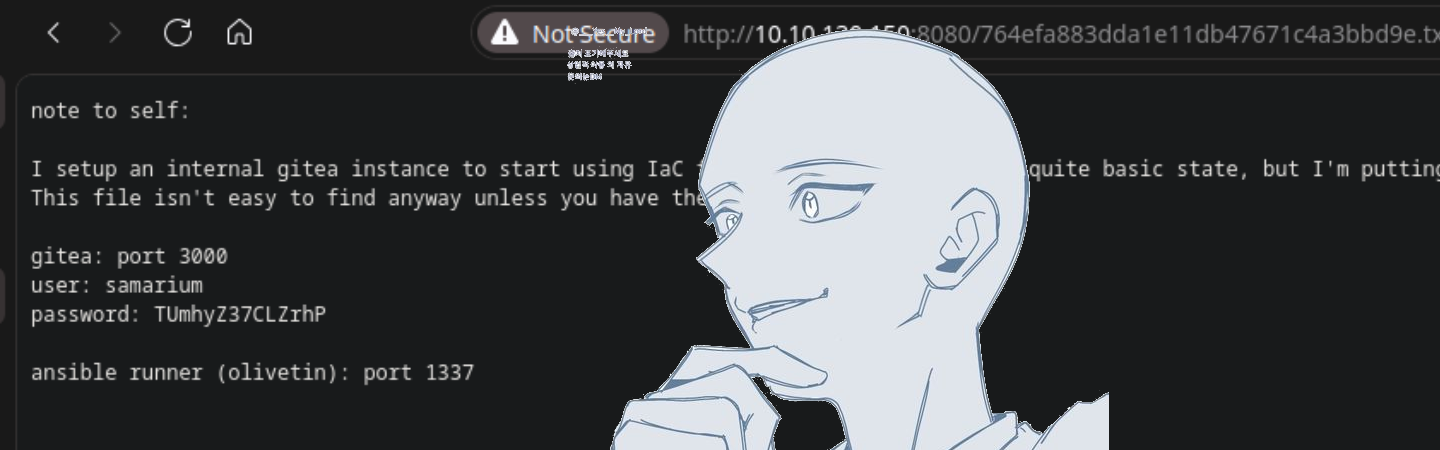 Not Secure http://10.10.129.159:8080/764efa883dda1e11db47671c4a3bbd9e.tx
note to self:
I setup an internal gitea instance to start using IaC quite basic state, but I'm putting
This file isn't easy to find anyway unless you have the
gitea: port 3000
user: samarium
password: TUmhyZ37CLZrhP
ansible runner (olivetin): port 1337